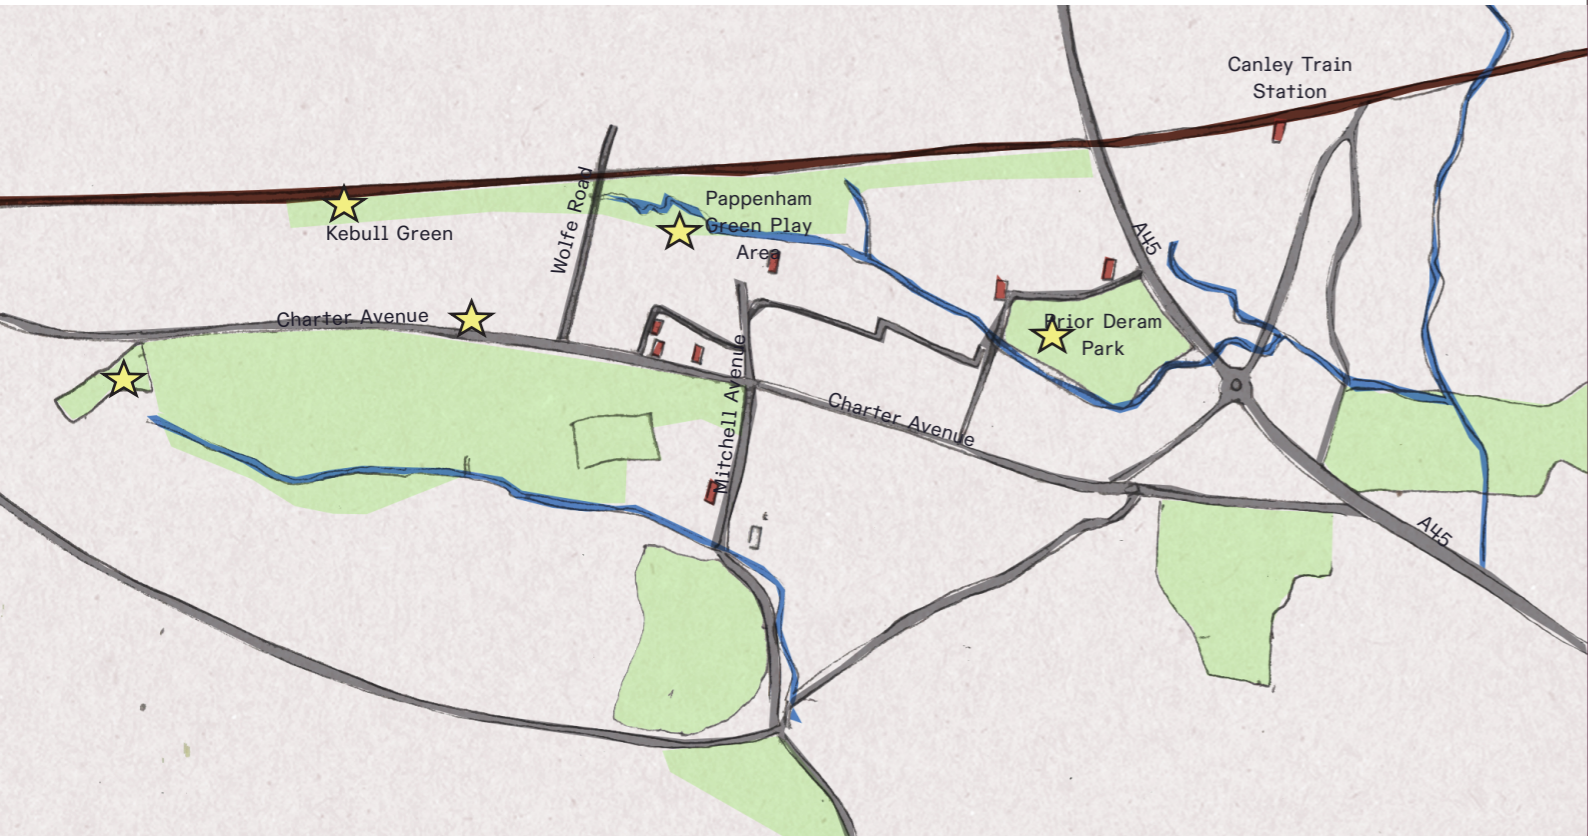 Canley Train
Station
Wolfe Road
Pappenham
Green Play
Area
Kebull Green
A45
Charter Avenue
Prior Deram
Park
Mitchell Avenue
Charter Avenue
A45